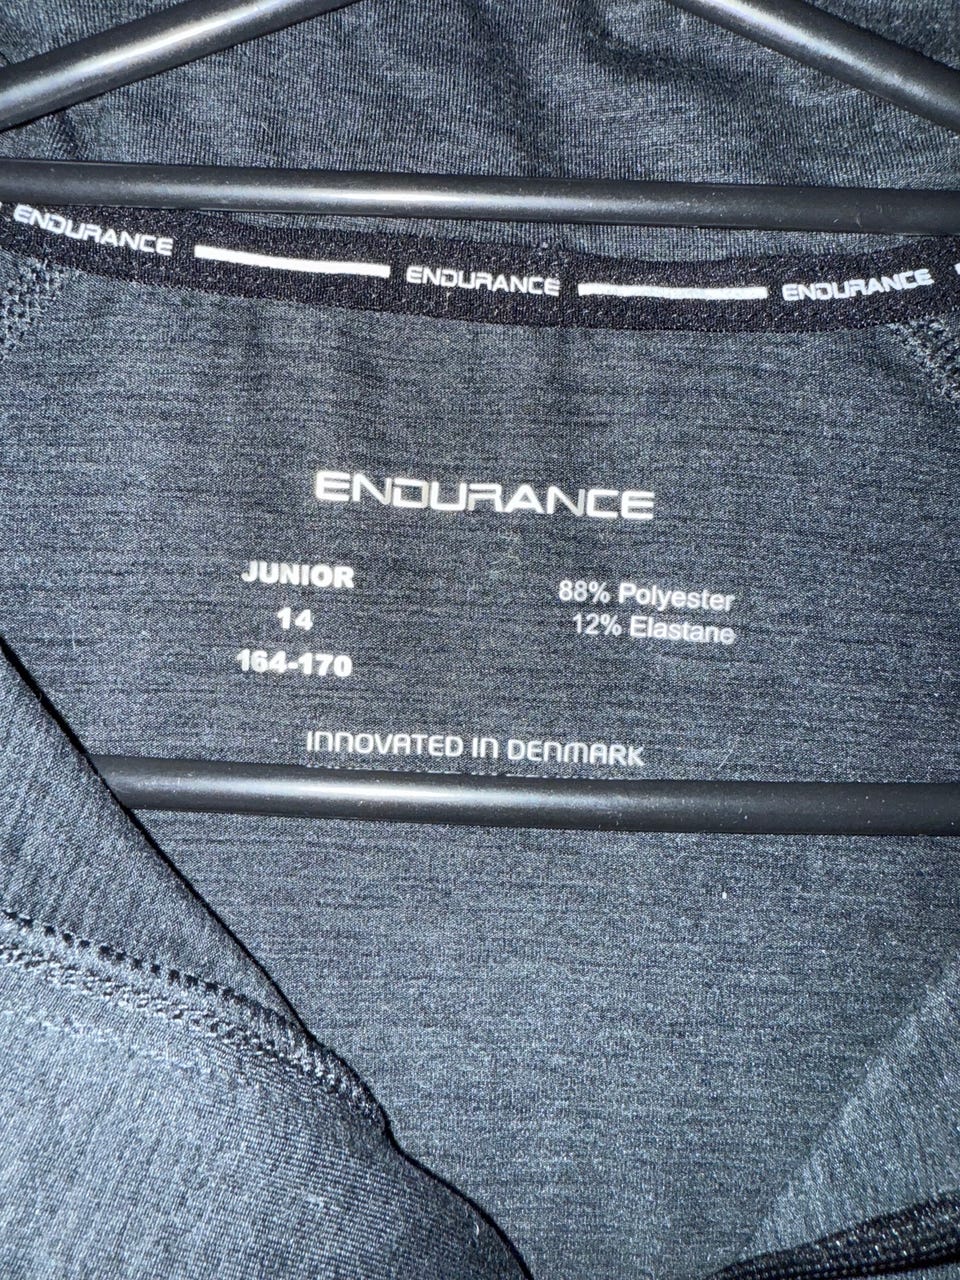 ENDURANCE ENDURANCE ENDURANCE
ENDURANCE
JUNIOR
14
164-170
88% Polyester
12% Elastane
INNOVATED IN DENMARK